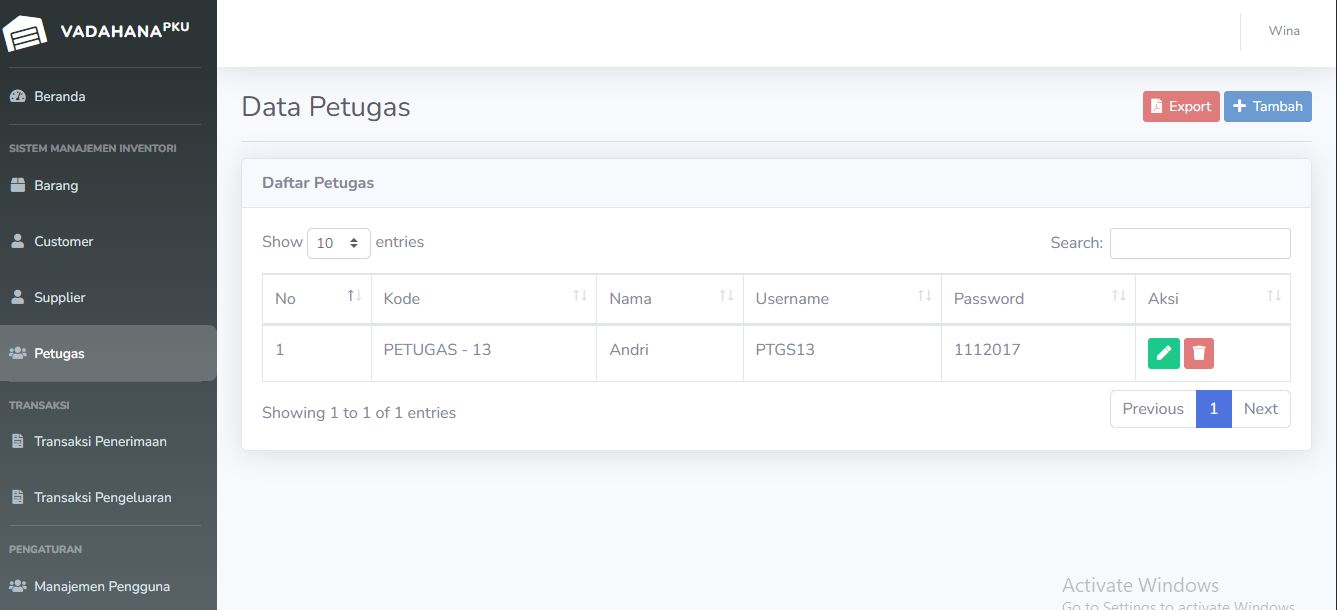 VADAHANA PKU
Wina
Beranda
SISTEM MANAJEMEN INVENTORI
Barang
Customer
Supplier
Petugas
TRANSAKSI
Transaksi Penerimaan
Transaksi Pengeluaran
PENGATURAN
Manajemen Pengguna
Data Petugas
Export
Tambah
Daftar Petugas
Show 10 entries
Search:
No Kode Nama Username Password Aksi
1 PETUGAS - 13 Andri PTGS13 1112017
Showing 1 to 1 of 1 entries
Previous 1 Next
Activate Windows
Go to Settings to activate Windows.